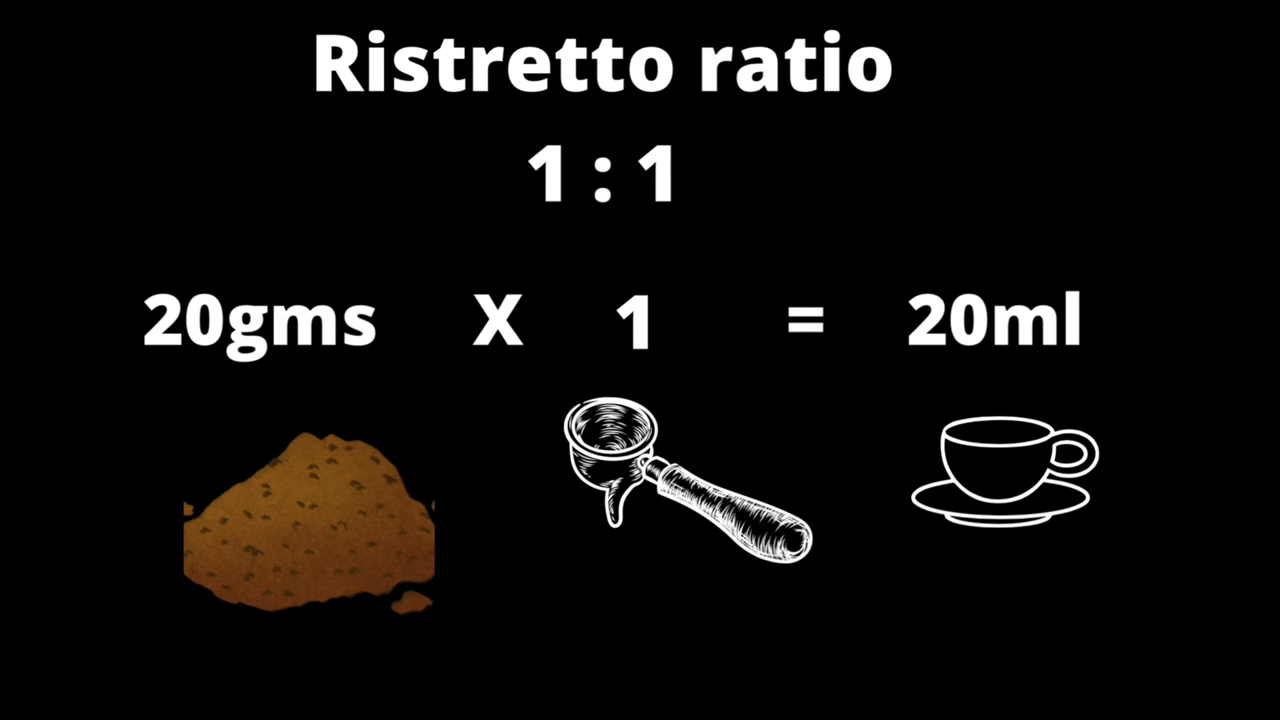 Ristretto ratio
1 : 1
20gms X 1 = 20ml